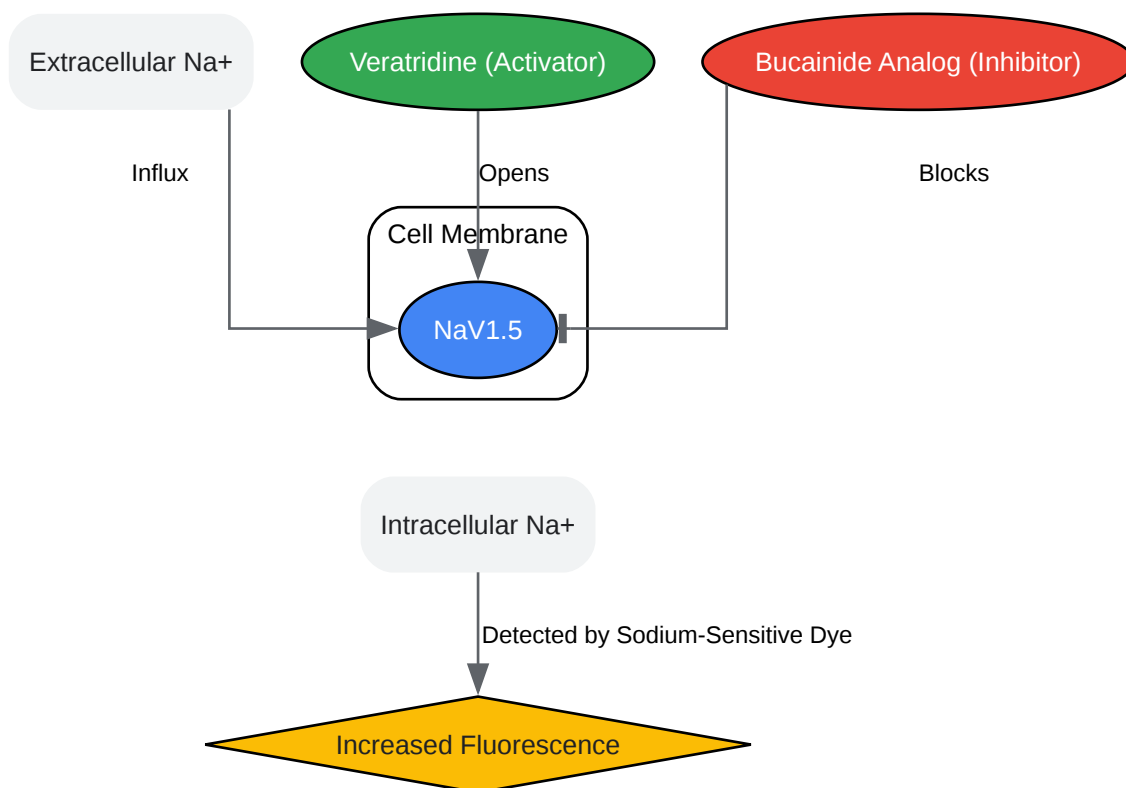 Extracellular Na+
Veratridine (Activator)
Bucainide Analog (Inhibitor)
Influx
Opens
Blocks
Cell Membrane
NaV1.5
Intracellular Na+
Detected by Sodium-Sensitive Dye
Increased Fluorescence